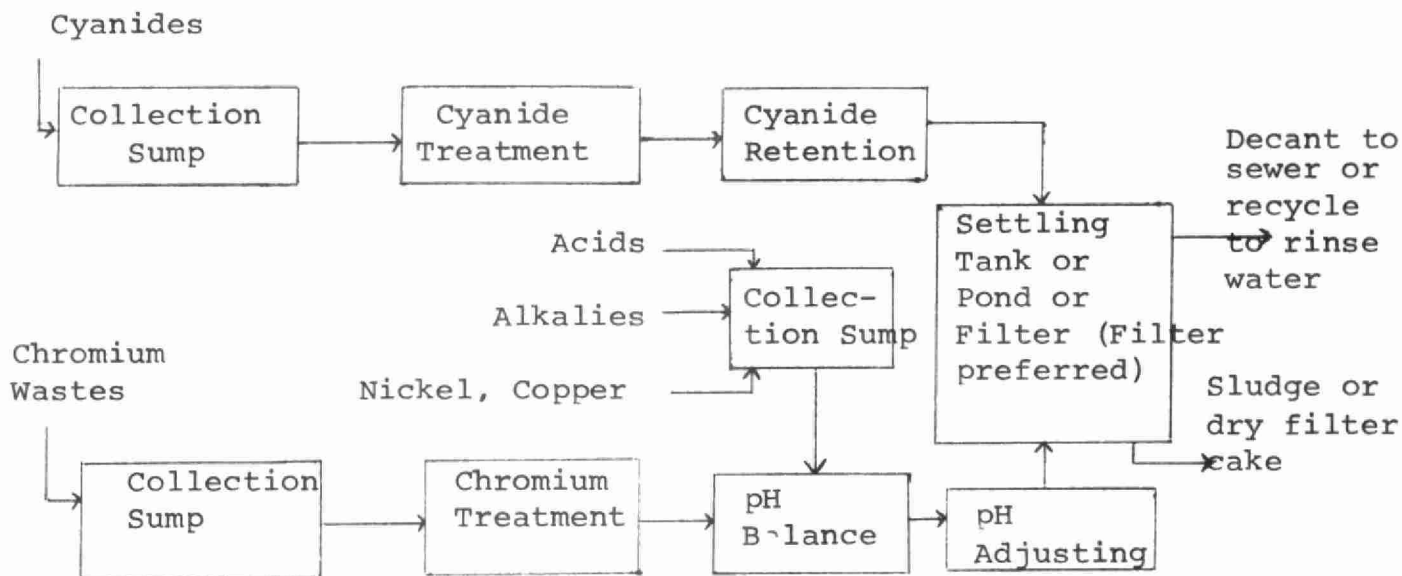 Cyanides
Collection
Sump
Cyanide
Treatment
Cyanide
Retention
Decant to
sewer or
recycle
to rinse
water
Settling
Tank or
Pond or
Filter (Filter
preferred)
Acids
Alkalies
Nickel, Copper
Collec-
tion Sump
Sludge or
dry filter
cake
Chromium
Wastes
Collection
Sump
Chromium
Treatment
pH
Balance
pH
Adjusting